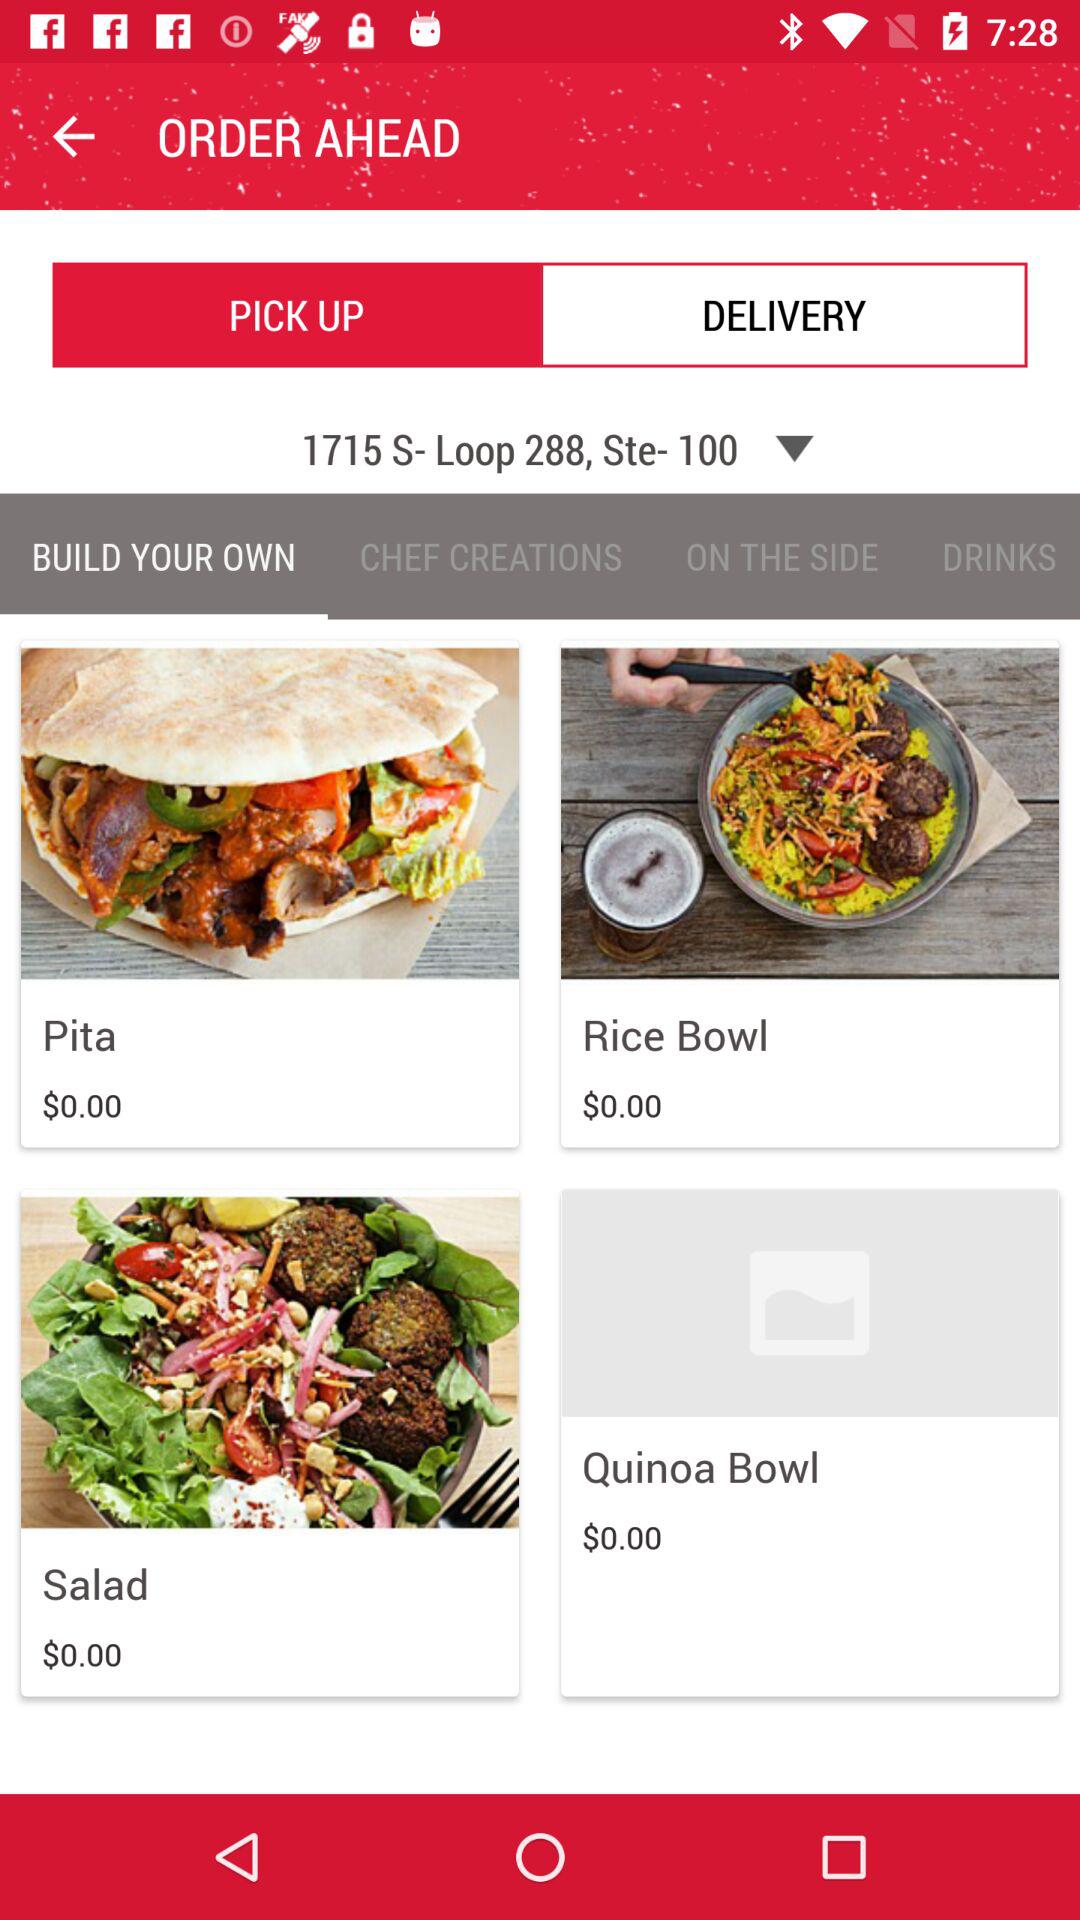 FAKE
7:28
ORDER AHEAD
PICK UP
DELIVERY
1715 S- Loop 288, Ste- 100
BUILD YOUR OWN
CHEF CREATIONS
ON THE SIDE
DRINKS
Pita
$0.00
Rice Bowl
$0.00
Salad
$0.00
Quinoa Bowl
$0.00